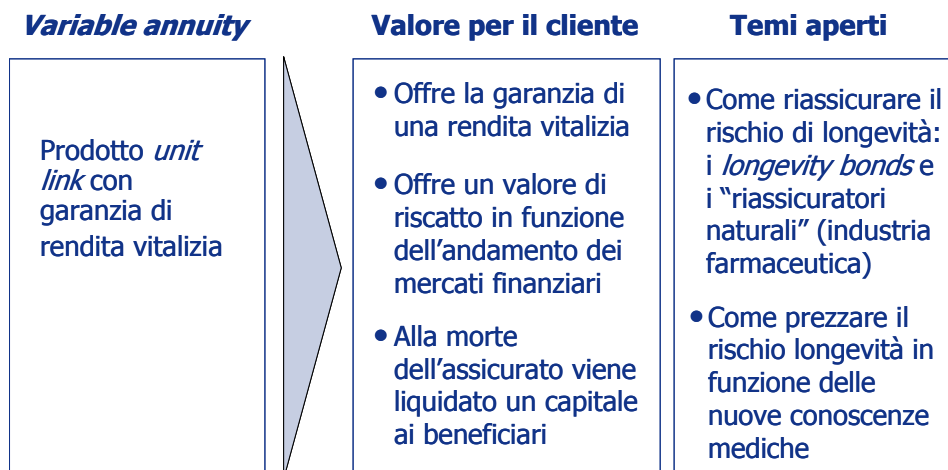 Variable annuity
Prodotto unit
link con
garanzia di
rendita vitalizia
Valore per il cliente
• Offre la garanzia di
una rendita vitalizia
• Offre un valore di
riscatto in funzione
dell'andamento dei
mercati finanziari
• Alla morte
dell'assicurato viene
liquidato un capitale
ai beneficiari
Temi aperti
• Come riassicurare il
rischio di longevità:
i longevity bonds e
i “riassicuratori
naturali” (industria
farmaceutica)
• Come prezzare il
rischio longevità in
funzione delle
nuove conoscenze
mediche